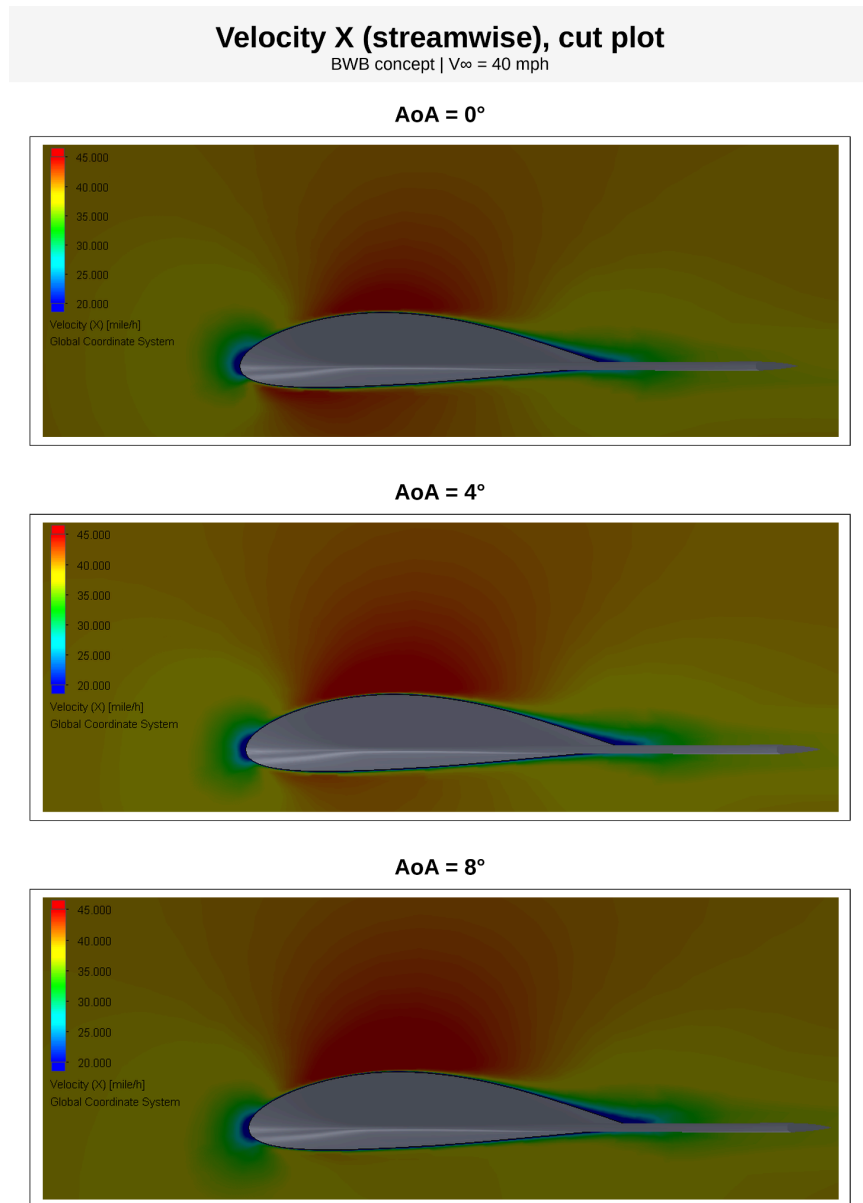 Velocity X (streamwise), cut plot
BWB concept | V∞ = 40 mph
AoA = 0°
45.000
40.000
35.000
30.000
25.000
20.000
Velocity (X) [mile/h]
Global Coordinate System
AoA = 4°
45.000
40.000
35.000
30.000
25.000
20.000
Velocity (X) [mile/h]
Global Coordinate System
AoA = 8°
45.000
40.000
35.000
30.000
25.000
20.000
Velocity (X) [mile/h]
Global Coordinate System